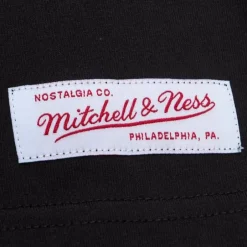 NOSTALGIA CO.
Mitchell & Ness
PHILADELPHIA, PA.